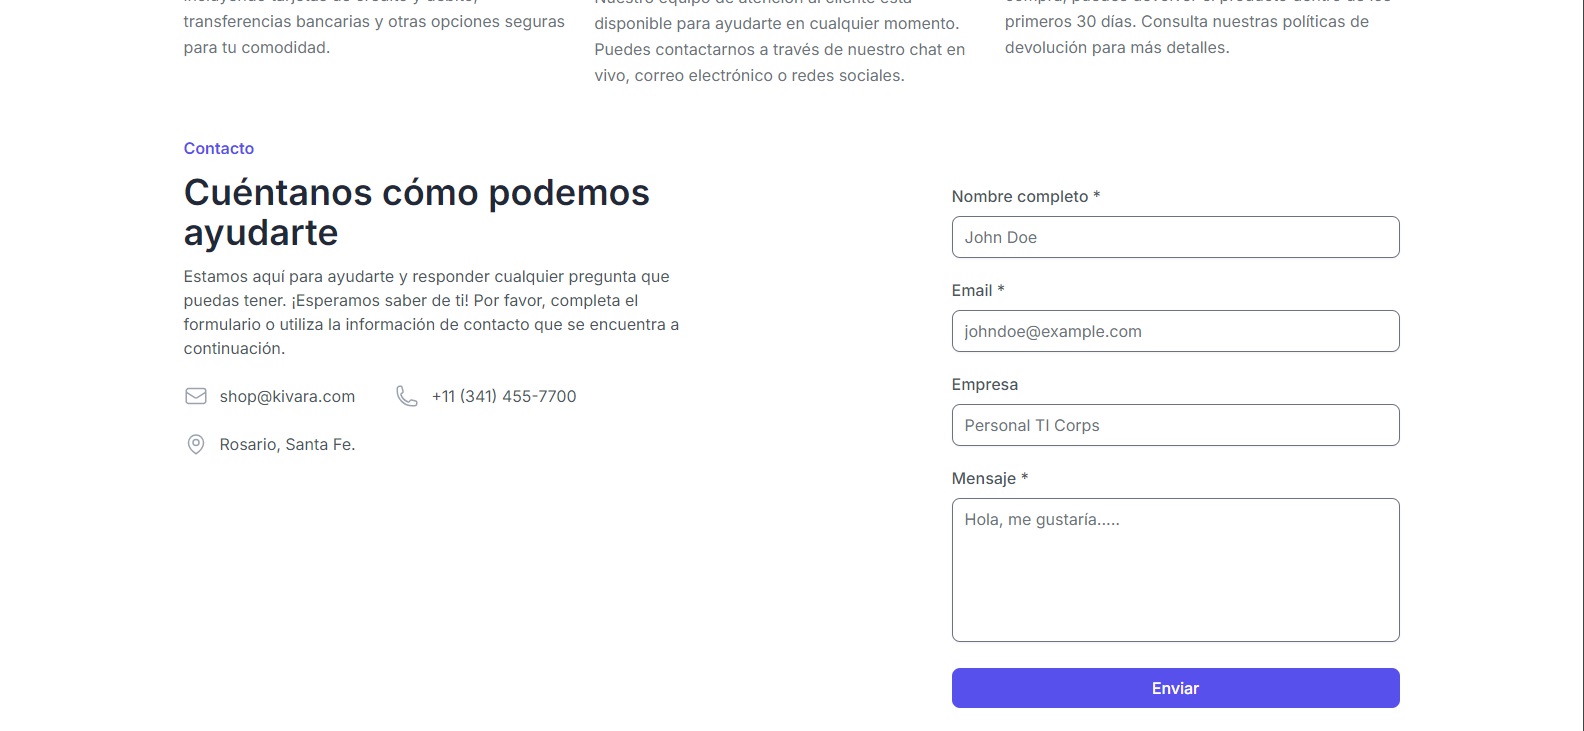 transferencias bancarias y otras opciones seguras
para tu comodidad.
disponible para ayudarte en cualquier momento.
Puedes contactarnos a través de nuestro chat en
vivo, correo electrónico o redes sociales.
primeros 30 días. Consulta nuestras políticas de
devolución para más detalles.
Contacto
Cuéntanos cómo podemos
ayudarte
Estamos aquí para ayudarte y responder cualquier pregunta que
puedas tener. ¡Esperamos saber de ti! Por favor, completa el
formulario o utiliza la información de contacto que se encuentra a
continuación.
shop@kivara.com
+11 (341) 455-7700
Rosario, Santa Fe.
Nombre completo *
John Doe
Email *
johndoe@example.com
Empresa
Personal TI Corps
Mensaje *
Hola, me gustaría.....
Enviar